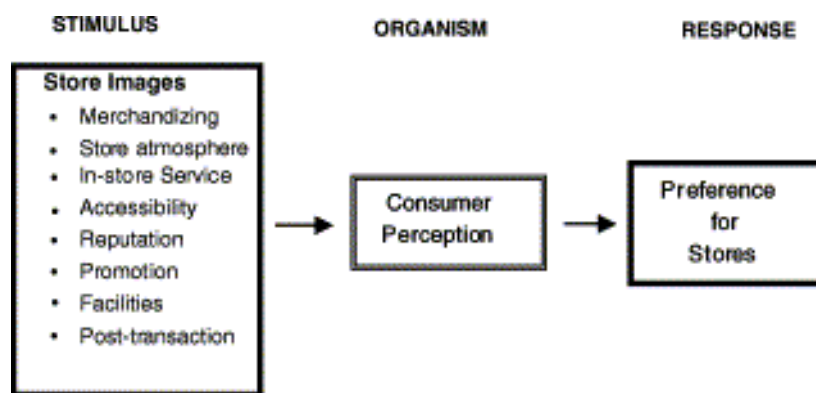 STIMULUS
ORGANISM
RESPONSE
Store Images
• Merchandizing
• Store atmosphere
• In-store Service
• Accessibility
• Reputation
• Promotion
• Facilities
• Post-transaction
Consumer
Perception
Preference
for
Stores